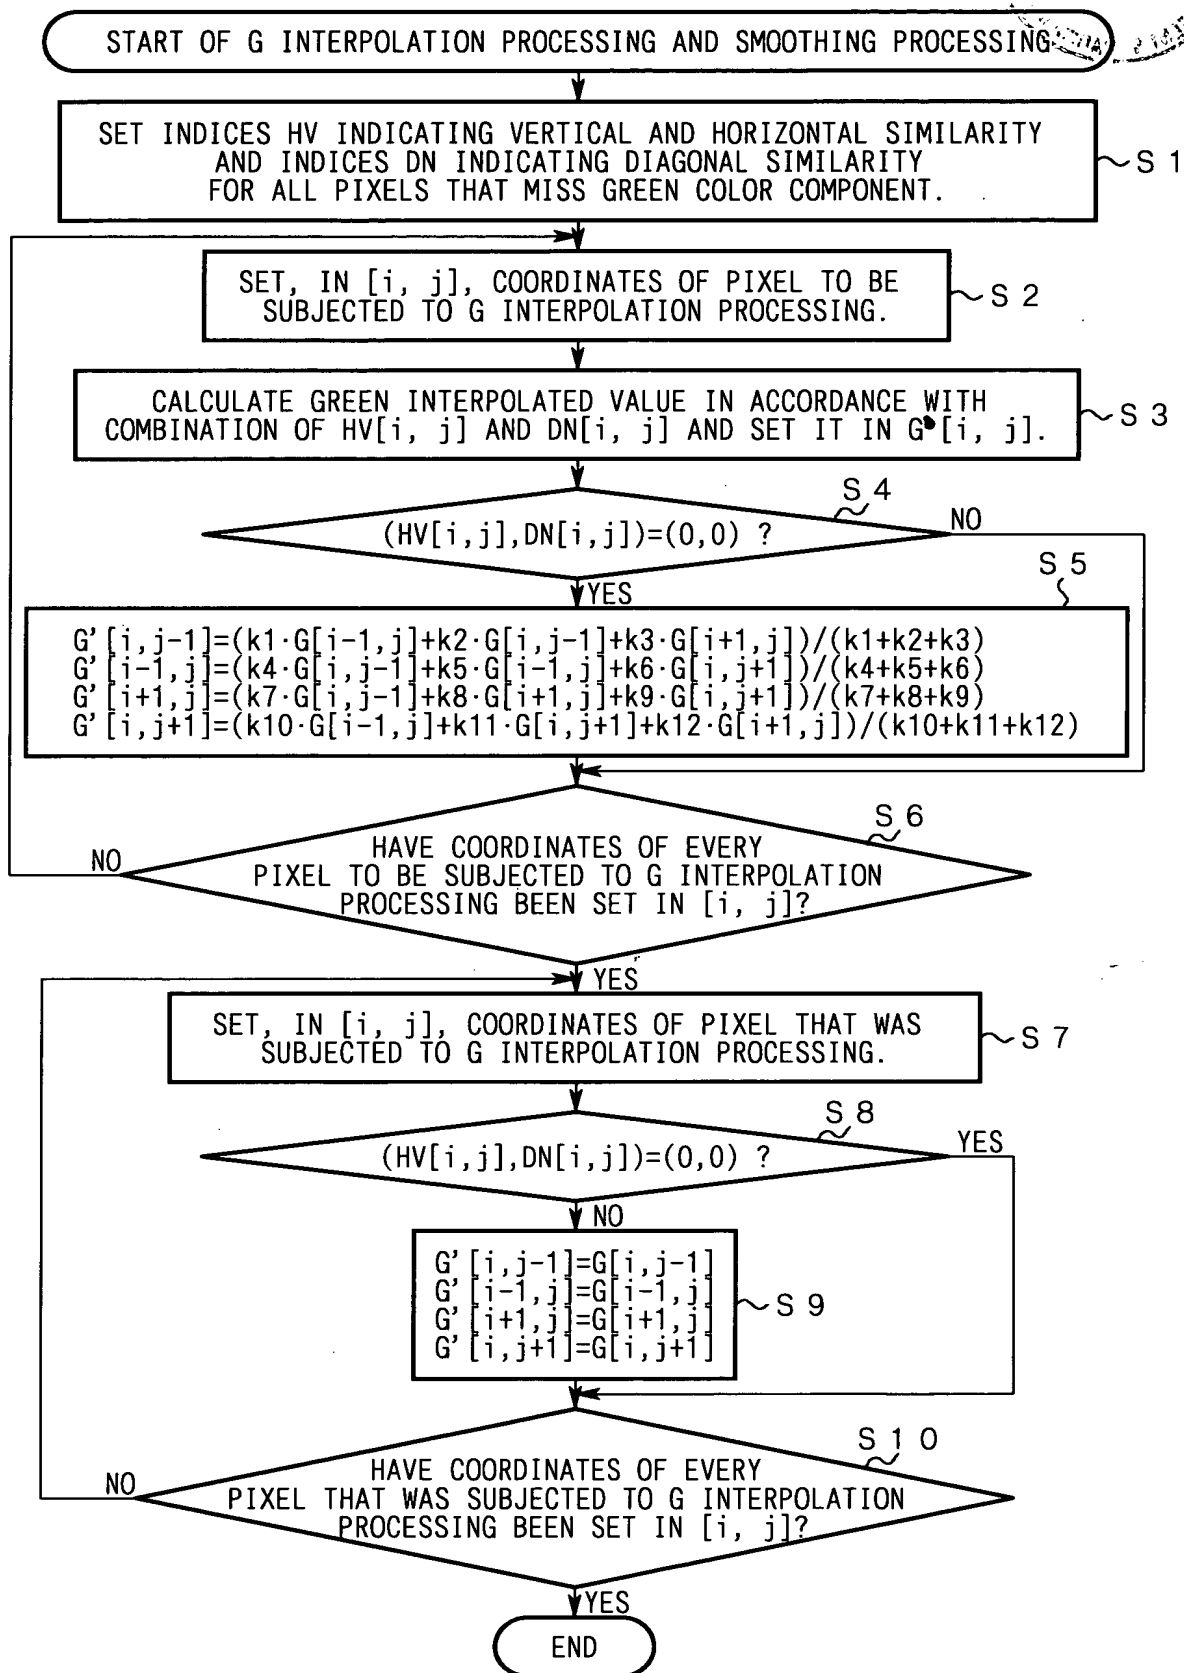 START OF G INTERPOLATION PROCESSING AND SMOOTHING PROCESSING
SET INDICES HV INDICATING VERTICAL AND HORIZONTAL SIMILARITY
AND INDICES DN INDICATING DIAGONAL SIMILARITY
FOR ALL PIXELS THAT MISS GREEN COLOR COMPONENT.
S 1
SET, IN [i, j], COORDINATES OF PIXEL TO BE
SUBJECTED TO G INTERPOLATION PROCESSING.
S 2
CALCULATE GREEN INTERPOLATED VALUE IN ACCORDANCE WITH
COMBINATION OF HV[i, j] AND DN[i, j] AND SET IT IN G' [i, j].
S 3
S 4
(HV[i,j],DN[i,j])=(0,0) ?
NO
YES
S 5
G' [i,j-1]=(k1·G[i-1,j]+k2·G[i,j-1]+k3·G[i+1,j])/(k1+k2+k3)
G' [i-1,j]=(k4·G[i,j-1]+k5·G[i-1,j]+k6·G[i,j+1])/(k4+k5+k6)
G' [i+1,j]=(k7·G[i,j-1]+k8·G[i+1,j]+k9·G[i,j+1])/(k7+k8+k9)
G' [i,j+1]=(k10·G[i-1,j]+k11·G[i,j+1]+k12·G[i+1,j])/(k10+k11+k12)
S 6
HAVE COORDINATES OF EVERY
PIXEL TO BE SUBJECTED TO G INTERPOLATION
PROCESSING BEEN SET IN [i, j]?
NO
YES
SET, IN [i, j], COORDINATES OF PIXEL THAT WAS
SUBJECTED TO G INTERPOLATION PROCESSING.
S 7
S 8
(HV[i,j],DN[i,j])=(0,0) ?
YES
NO
G' [i,j-1]=G[i,j-1]
G' [i-1,j]=G[i-1,j]
G' [i+1,j]=G[i+1,j]
G' [i,j+1]=G[i,j+1]
S 9
S 1 0
HAVE COORDINATES OF EVERY
PIXEL THAT WAS SUBJECTED TO G INTERPOLATION
PROCESSING BEEN SET IN [i, j]?
NO
YES
END